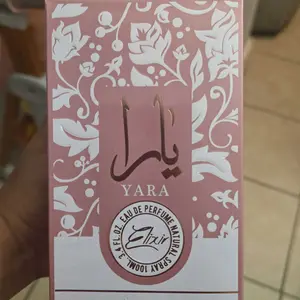 يارا
YARA
Elixir
EAU DE PERFUME NATURAL SPRAY 100ML. 3.4 FL.OZ.